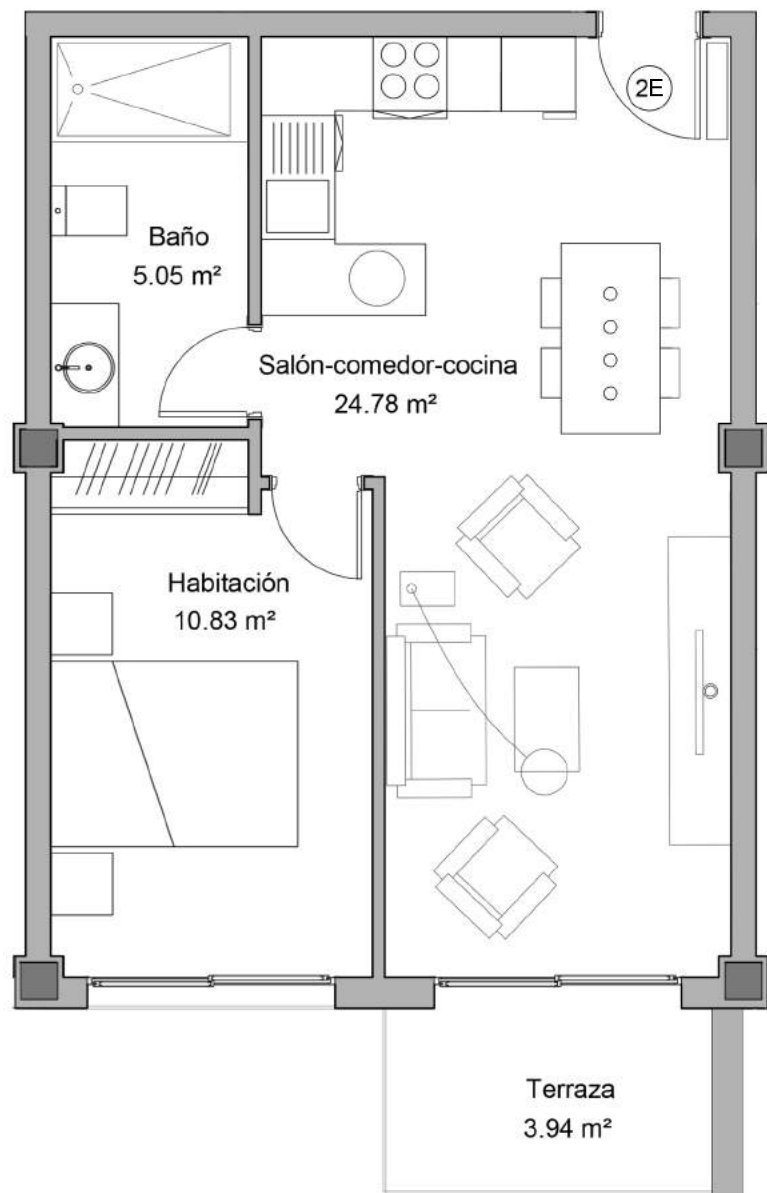 2E
Baño
5.05 m²
Salón-comedor-cocina
24.78 m²
Habitación
10.83 m²
Terraza
3.94 m²